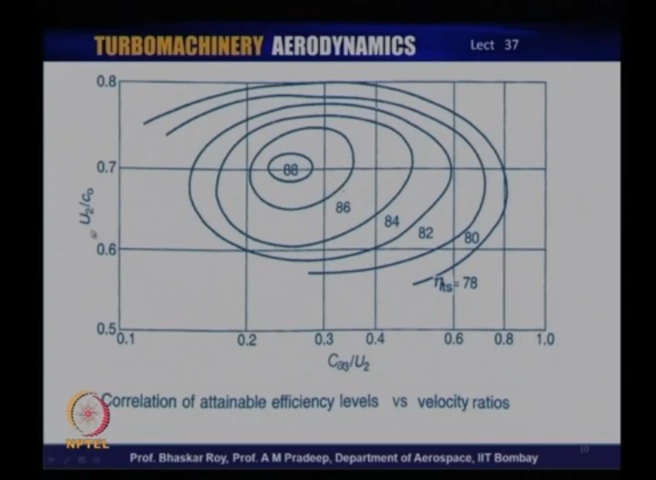 TURBOMACHINERY AERODYNAMICS Lect 37
0.8
0.7
0.6
0.5
U₂/c₀
88
86
84
82
80
ηts = 78
0.1 0.2 0.3 0.4 0.6 0.8 1.0
Ca3/U₂
Correlation of attainable efficiency levels vs velocity ratios
NPTEL
Prof. Bhaskar Roy, Prof. A M Pradeep, Department of Aerospace, IIT Bombay
10